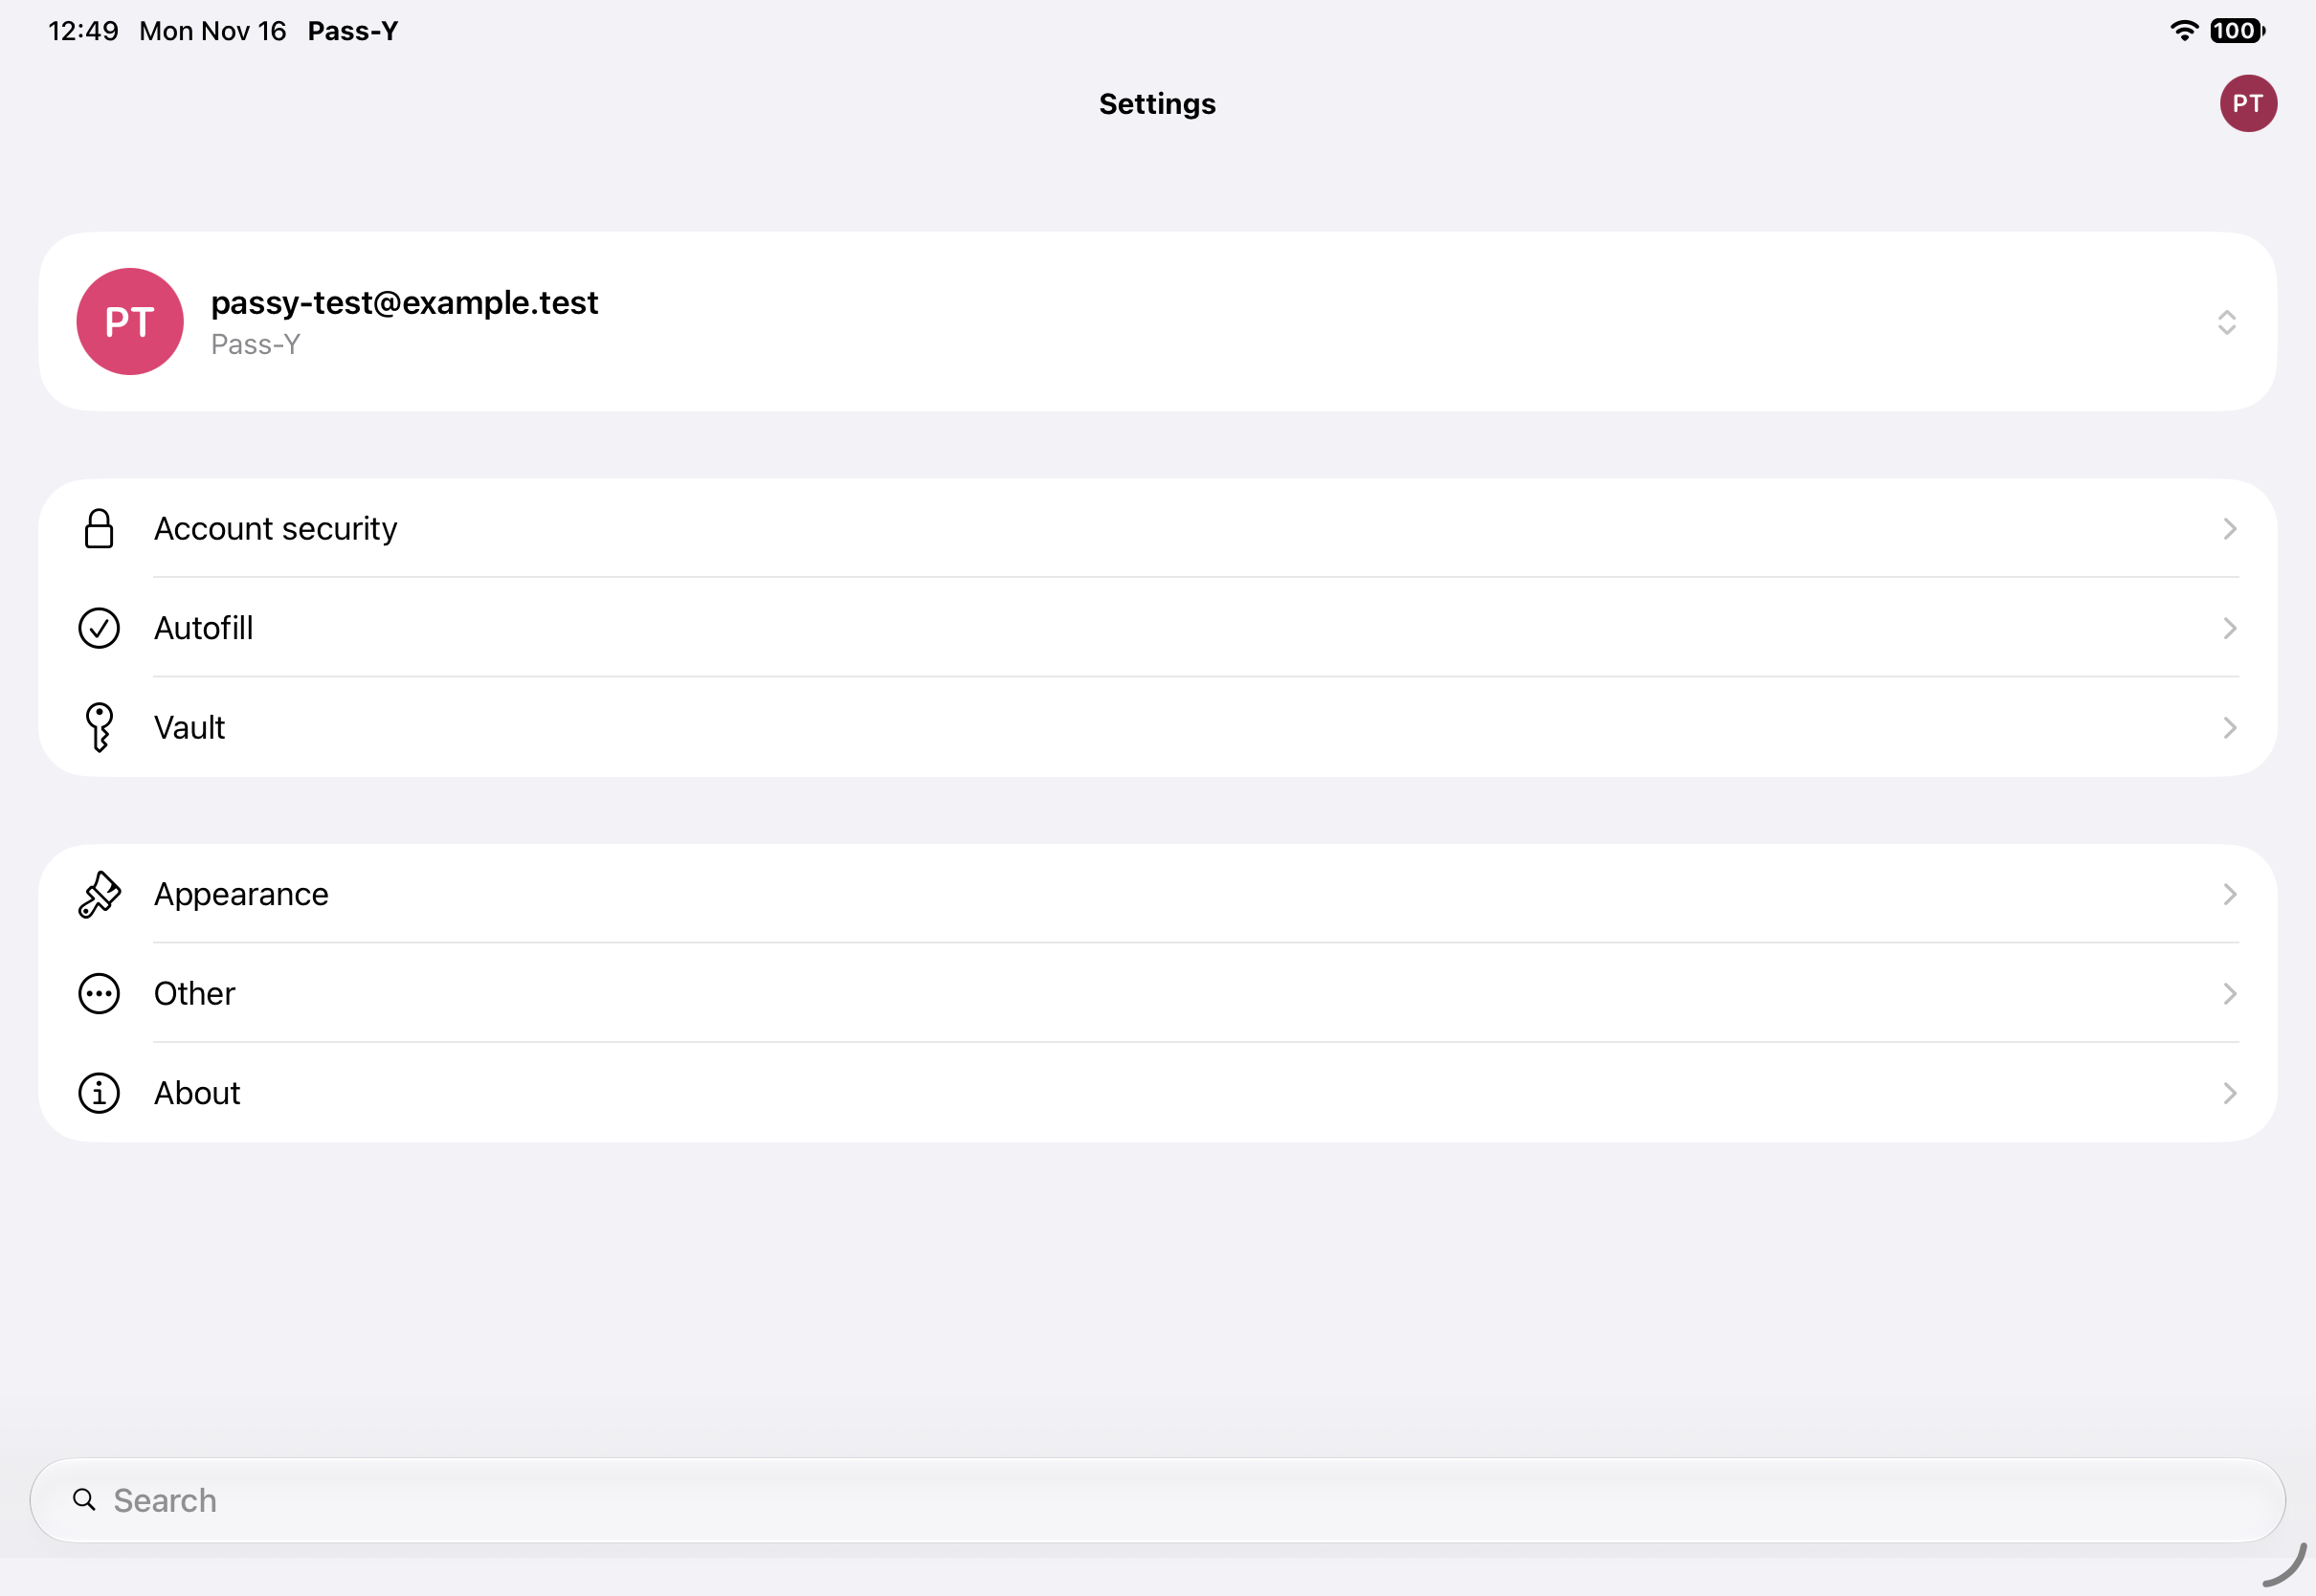 12:49 Mon Nov 16 Pass-Y 100
Settings
PT
PT
passy-test@example.test
Pass-Y
Account security
Autofill
Vault
Appearance
Other
About
Search